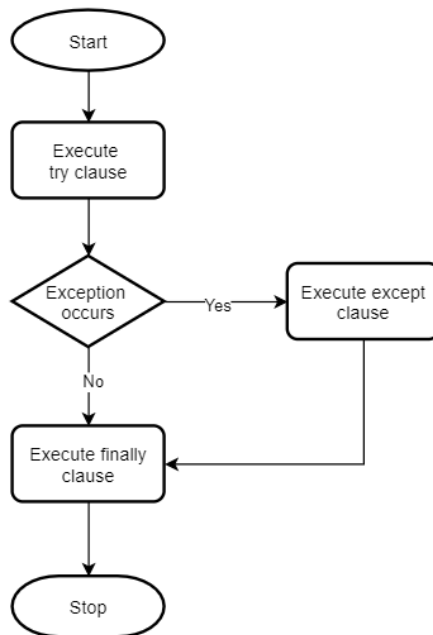 Start
Execute
try clause
Exception
occurs
Yes
Execute except
clause
No
Execute finally
clause
Stop